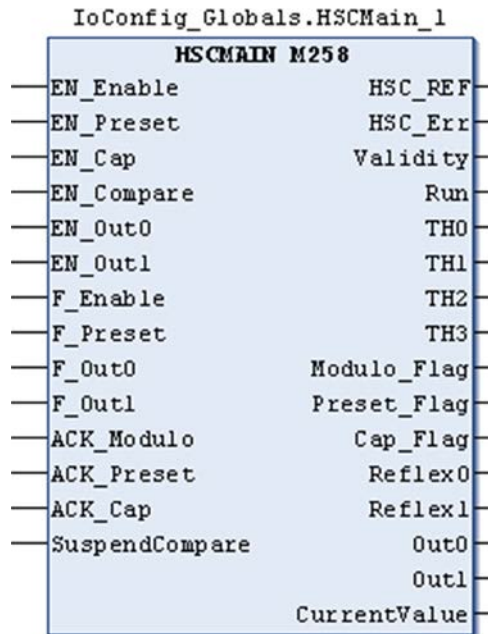 IoConfig_Globals.HSCMain_1
HSCMAIN M258
EN_Enable HSC_REF
EN_Preset HSC_Err
EN_Cap Validity
EN_Compare Run
EN_Out0 TH0
EN_Out1 TH1
F_Enable TH2
F_Preset TH3
F_Out0 Modulo_Flag
F_Out1 Preset_Flag
ACK_Modulo Cap_Flag
ACK_Preset Reflex0
ACK_Cap Reflex1
SuspendCompare Out0
Out1
CurrentValue